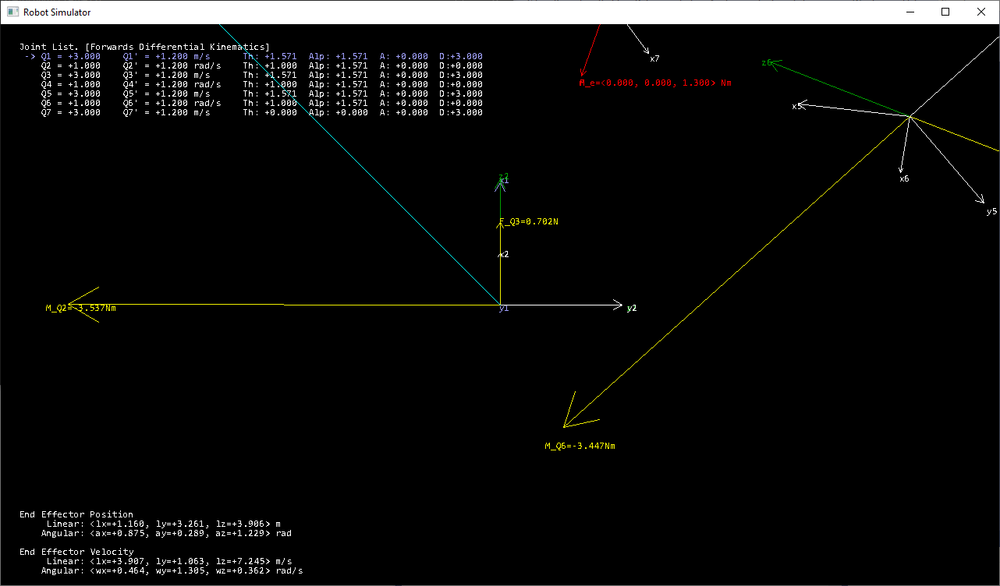 Robot Simulator
Joint List. [Forwards Differential Kinematics]
-> Q1 = +3.000 Q1' = +1.200 m/s Th: +1.571 Alp: +1.571 A: +0.000 D:+3.000
Q2 = +1.000 Q2' = +1.200 rad/s Th: +1.000 Alp: +1.571 A: +0.000 D:+3.000
Q3 = +3.000 Q3' = +1.200 m/s Th: +1.571 Alp: +1.571 A: +0.000 D:+3.000
Q4 = +1.000 Q4' = +1.200 rad/s Th: +1.000 Alp: +1.571 A: +0.000 D:+3.000
Q5 = +3.000 Q5' = +1.200 m/s Th: +1.571 Alp: +1.571 A: +0.000 D:+3.000
Q6 = +1.000 Q6' = +1.200 rad/s Th: +1.000 Alp: +1.571 A: +0.000 D:+3.000
Q7 = +3.000 Q7' = +1.200 m/s Th: +0.000 Alp: +0.000 A: +0.000 D:+3.000
x7
z6
M_e=<0.000, 0.000, 1.300> Nm
x5
z2
x1
x6
y5
F_Q3=0.702N
x2
M_Q2=-3.537Nm
y1
y2
M_Q6=-3.447Nm
End Effector Position
Linear: <lx=+1.160, ly=+3.261, lz=+3.906> m
Angular: <ax=+0.875, ay=+0.289, az=+1.229> rad
End Effector Velocity
Linear: <lx=+3.907, ly=+1.063, lz=+7.245> m/s
Angular: <wx=+0.464, wy=+1.305, wz=+0.362> rad/s